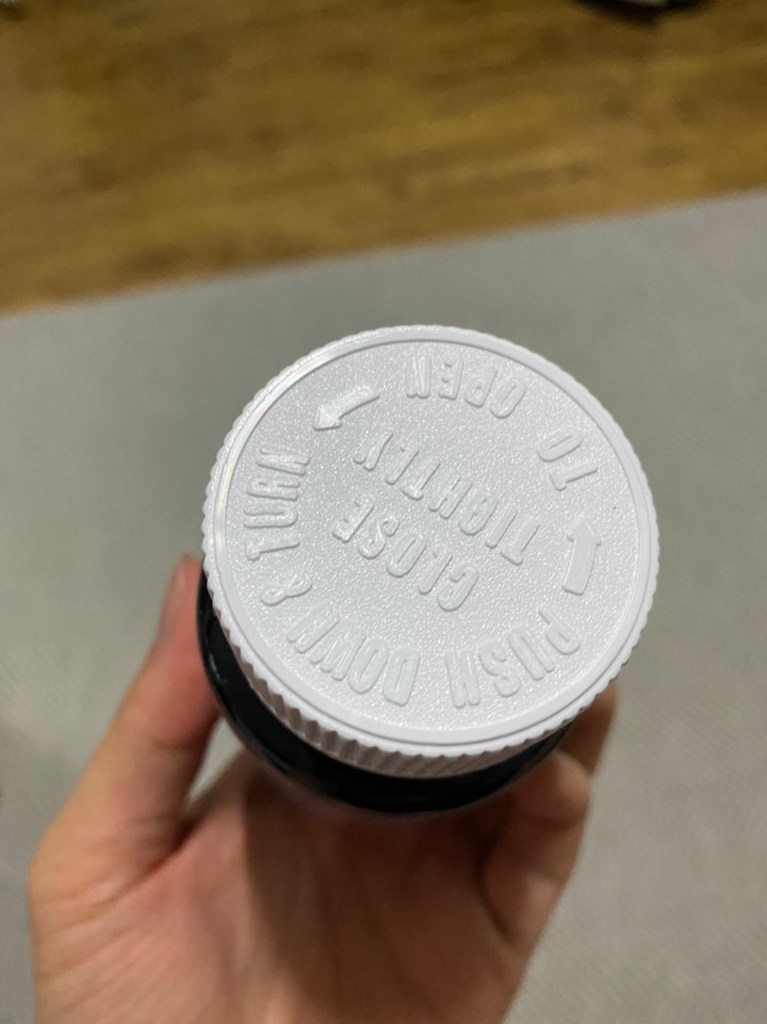 PUSH DOWN & TURN
TO OPEN
CLOSE
TIGHTLY